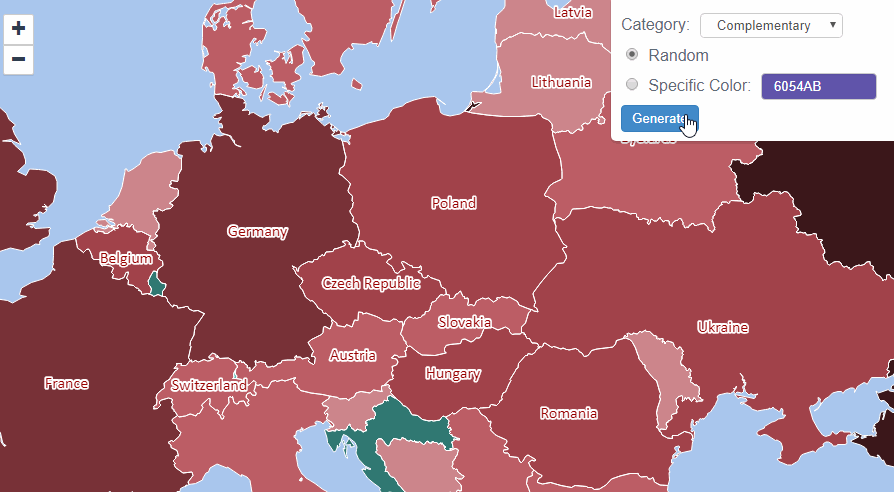 +
−
Latvia
Lithuania
Category: Complementary
Random
Specific Color: 6054AB
Generate
Poland
Germany
Belgium
Czech Republic
Slovakia
Ukraine
Austria
Hungary
France
Switzerland
Romania